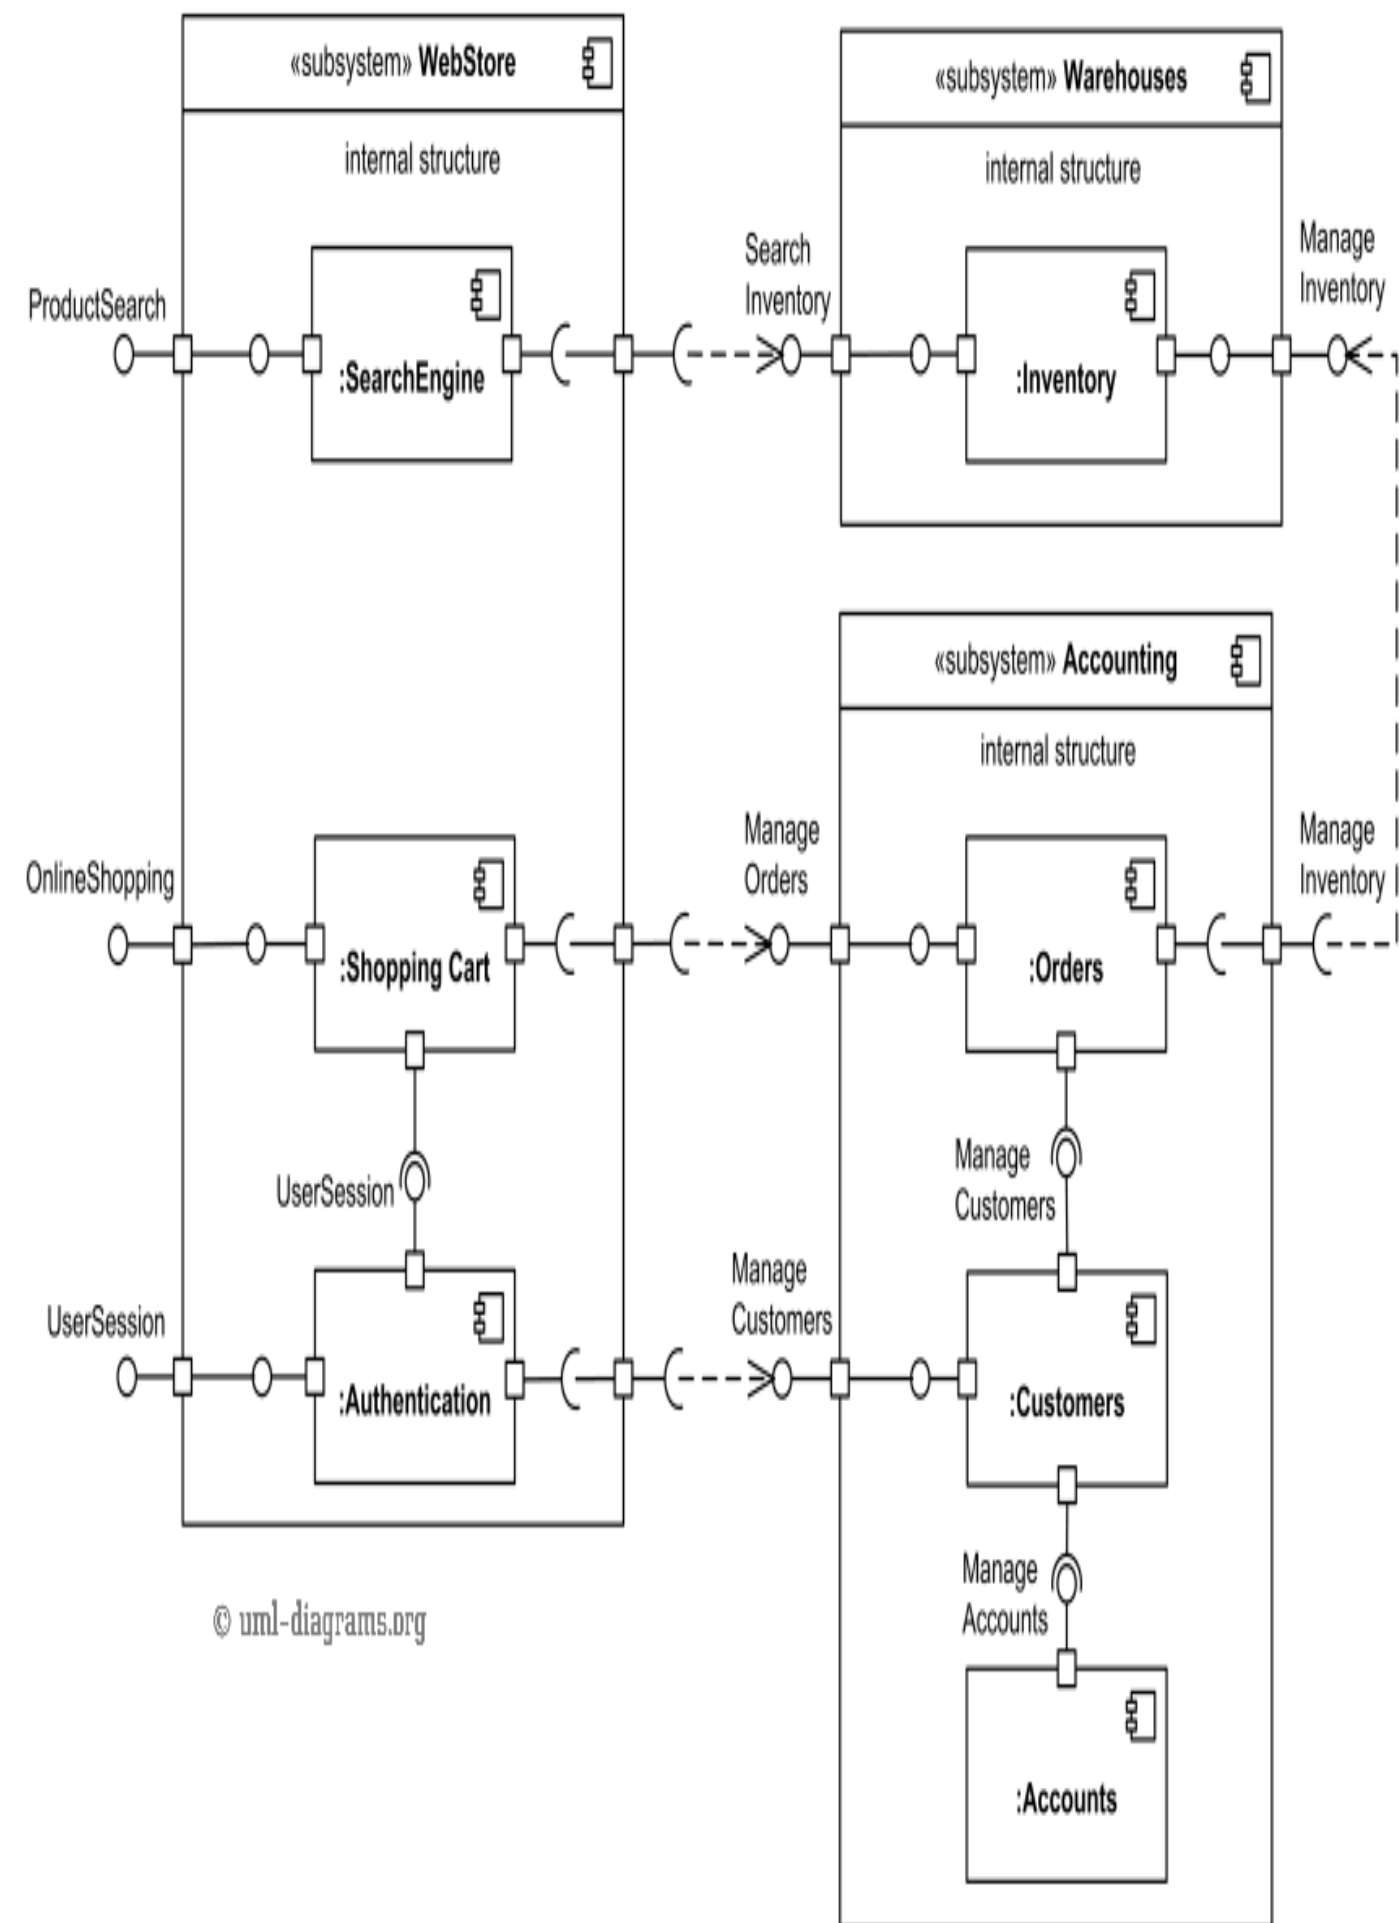 «subsystem» WebStore
internal structure
ProductSearch
:SearchEngine
OnlineShopping
:Shopping Cart
UserSession
UserSession
:Authentication
© uml-diagrams.org
«subsystem» Warehouses
internal structure
Search
Inventory
:Inventory
Manage
Inventory
«subsystem» Accounting
internal structure
Manage
Orders
:Orders
Manage
Inventory
Manage
Customers
Manage
Customers
:Customers
Manage
Accounts
:Accounts